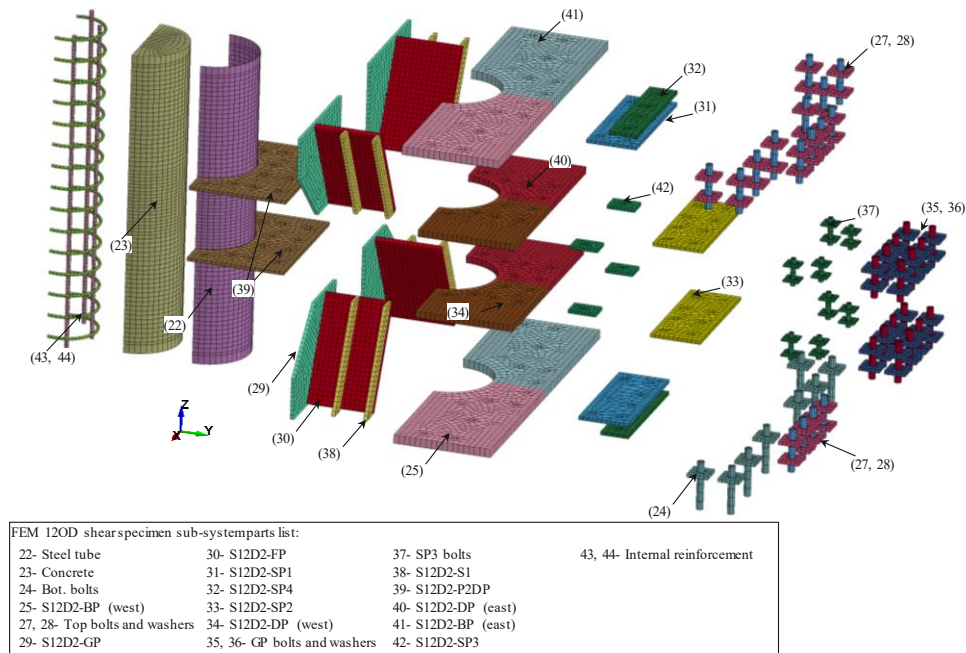 (41)
(27, 28)
(32)
(31)
(40)
(42)
(37)
(35, 36)
(23)
(39)
(33)
(22)
(34)
(43, 44)
(29)
Z
X
Y
(30)
(38)
(25)
(27, 28)
(24)
FEM 12OD shear specimen sub-system parts list:
22- Steel tube
23- Concrete
24- Bot. bolts
25- S12D2-BP (west)
27, 28- Top bolts and washers
29- S12D2-GP
30- S12D2-FP
31- S12D2-SP1
32- S12D2-SP4
33- S12D2-SP2
34- S12D2-DP (west)
35, 36- GP bolts and washers
37- SP3 bolts
38- S12D2-S1
39- S12D2-P2DP
40- S12D2-DP (east)
41- S12D2-BP (east)
42- S12D2-SP3
43, 44- Internal reinforcement